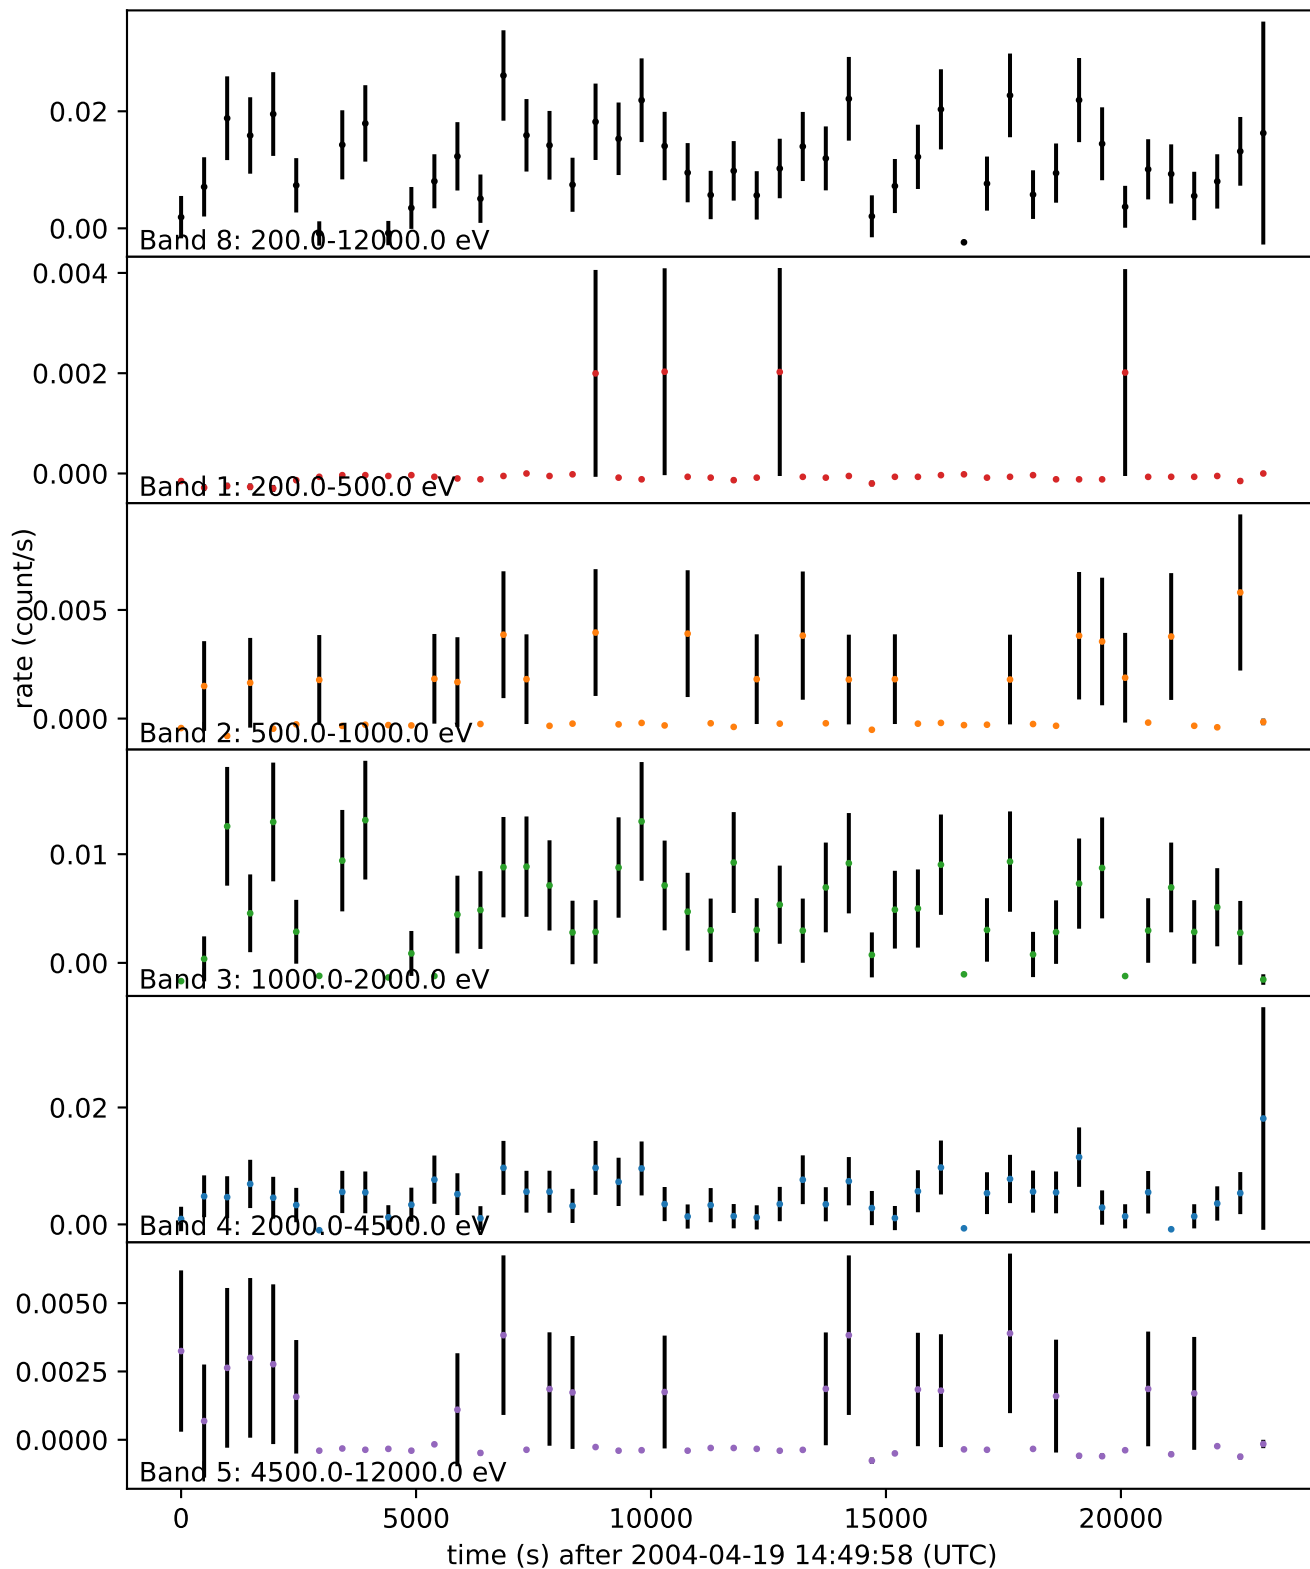 0.02
0.00
Band 8: 200.0-12000.0 eV
0.004
0.002
0.000
Band 1: 200.0-500.0 eV
rate (count/s)
0.005
0.000
Band 2: 500.0-1000.0 eV
0.01
0.00
Band 3: 1000.0-2000.0 eV
0.02
0.00
Band 4: 2000.0-4500.0 eV
0.0050
0.0025
0.0000
Band 5: 4500.0-12000.0 eV
0 5000 10000 15000 20000
time (s) after 2004-04-19 14:49:58 (UTC)